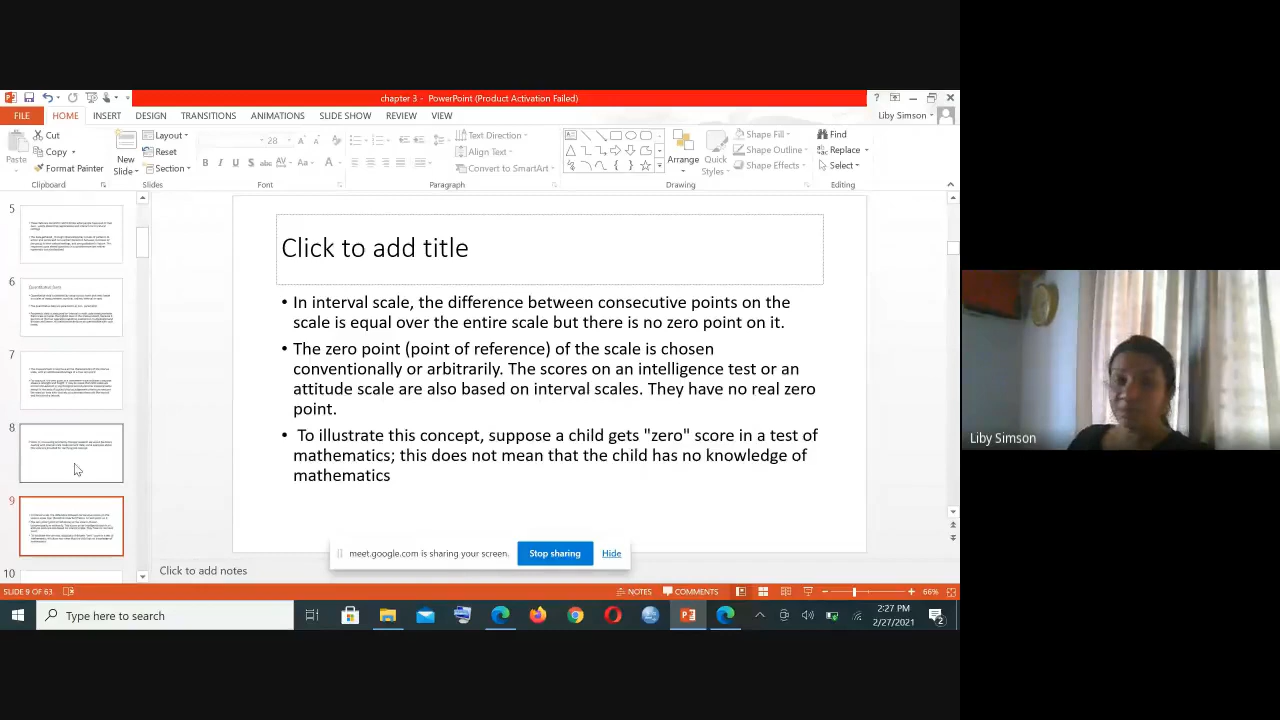 chapter 3 - PowerPoint (Product Activation Failed)
FILE HOME INSERT DESIGN TRANSITIONS ANIMATIONS SLIDE SHOW REVIEW VIEW Liby Simson
Paste Cut
Copy
Format Painter
Clipboard
New Slide
Layout
Reset
Section
Slides
28
Font
Text Direction
Align Text
Convert to SmartArt
Paragraph
Arrange
Quick Styles
Shape Fill
Shape Outline
Shape Effects
Drawing
Find
Replace
Select
Editing
5
6
7
8
9
10
Click to add title
• In interval scale, the difference between consecutive points on the
scale is equal over the entire scale but there is no zero point on it.
• The zero point (point of reference) of the scale is chosen
conventionally or arbitrarily. The scores on an intelligence test or an
attitude scale are also based on interval scales. They have no real zero
point.
• To illustrate this concept, suppose a child gets "zero" score in a test of
mathematics; this does not mean that the child has no knowledge of
mathematics
meet.google.com is sharing your screen. Stop sharing Hide
Click to add notes
SLIDE 9 OF 63 NOTES COMMENTS 66%
Type here to search
2:27 PM
2/27/2021
2
Liby Simson